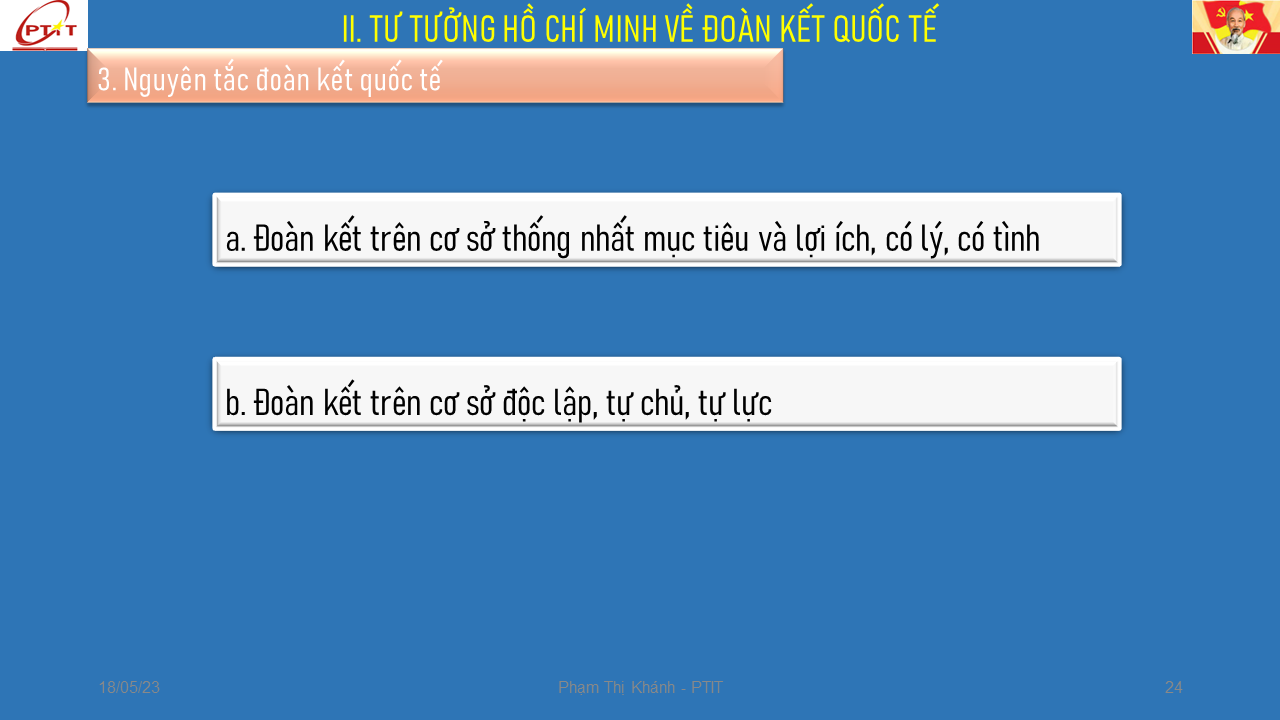 PTIT
II. TƯ TƯỞNG HỒ CHÍ MINH VỀ ĐOÀN KẾT QUỐC TẾ
3. Nguyên tắc đoàn kết quốc tế
a. Đoàn kết trên cơ sở thống nhất mục tiêu và lợi ích, có lý, có tình
b. Đoàn kết trên cơ sở độc lập, tự chủ, tự lực
18/05/23
Phạm Thị Khánh - PTIT
24